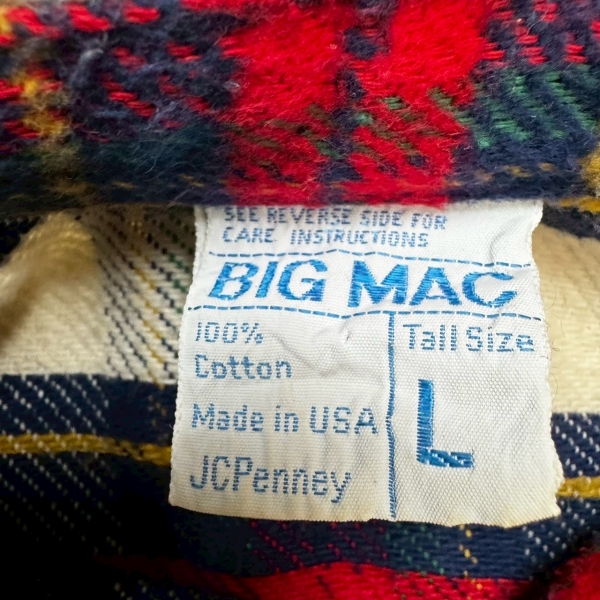 SEE REVERSE SIDE FOR
CARE INSTRUCTIONS
BIG MAC
100%
Cotton
Made in USA
JCPenney
Tall Size
L